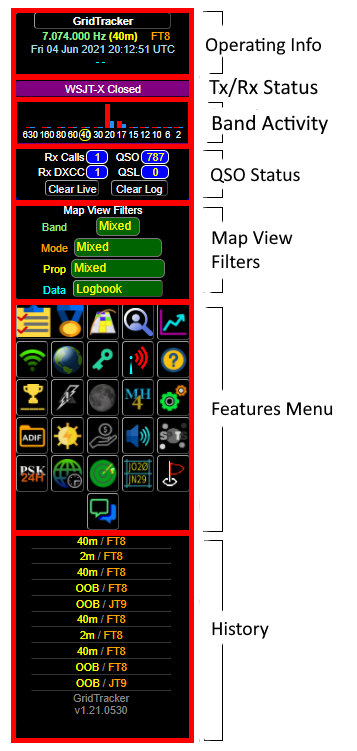 GridTracker
7.074.000 Hz (40m) FT8
Fri 04 Jun 2021 20:12:51 UTC
- -
Operating Info
WSJT-X Closed
Tx/Rx Status
630 160 80 60 40 30 20 17 15 12 10 8 6 2
Band Activity
Rx Calls 1 QSO 787
Rx DXCC 1 QSL 0
Clear Live Clear Log
QSO Status
Map View Filters
Band Mixed
Mode Mixed
Prop Mixed
Data Logbook
Map View
Filters
MH
4
ADIF
PSK
24H
JO20
JN29
Features Menu
40m / FT8
2m / FT8
40m / FT8
OOB / FT8
OOB / JT9
40m / FT8
2m / FT8
40m / FT8
OOB / FT8
OOB / JT9
GridTracker
v1.21.0530
History